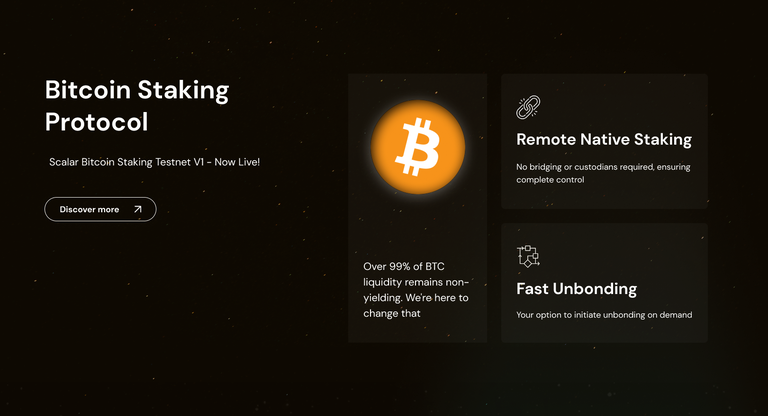 Bitcoin Staking
Protocol
Scalar Bitcoin Staking Testnet V1 - Now Live!
Discover more
Over 99% of BTC
liquidity remains non-
yielding. We're here to
change that
Remote Native Staking
No bridging or custodians required, ensuring
complete control
Fast Unbonding
Your option to initiate unbonding on demand